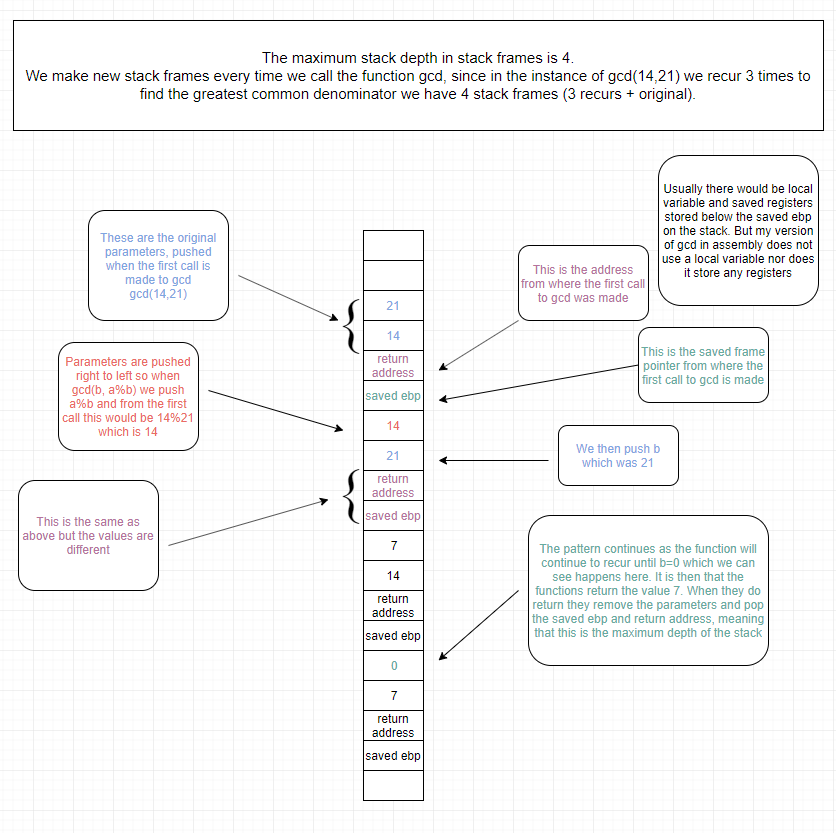 The maximum stack depth in stack frames is 4.
We make new stack frames every time we call the function gcd, since in the instance of gcd(14,21) we recur 3 times to
find the greatest common denominator we have 4 stack frames (3 recurs + original).
Usually there would be local
variable and saved registers
stored below the saved ebp
on the stack. But my version
of gcd in assembly does not
use a local variable nor does
it store any registers
These are the original
parameters, pushed
when the first call is
made to gcd
gcd(14,21)
This is the address
from where the first call
to gcd was made
This is the saved frame
pointer from where the
first call to gcd is made
Parameters are pushed
right to left so when
gcd(b, a%b) we push
a%b and from the first
call this would be 14%21
which is 14
We then push b
which was 21
This is the same as
above but the values are
different
The pattern continues as the function will
continue to recur until b=0 which we can
see happens here. It is then that the
functions return the value 7. When they do
return they remove the parameters and pop
the saved ebp and return address, meaning
that this is the maximum depth of the stack
21
14
return
address
saved ebp
14
21
return
address
saved ebp
7
14
return
address
saved ebp
0
7
return
address
saved ebp